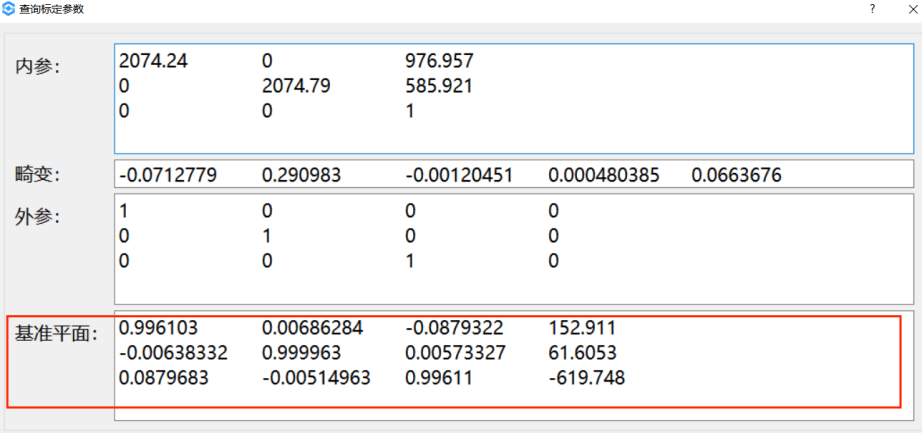 查询标定参数 ? ×
内参: 2074.24 0 976.957
0 2074.79 585.921
0 0 1
畸变: -0.0712779 0.290983 -0.00120451 0.000480385 0.0663676
外参: 1 0 0 0
0 1 0 0
0 0 1 0
基准平面: 0.996103 0.00686284 -0.0879322 152.911
-0.00638332 0.999963 0.00573327 61.6053
0.0879683 -0.00514963 0.99611 -619.748